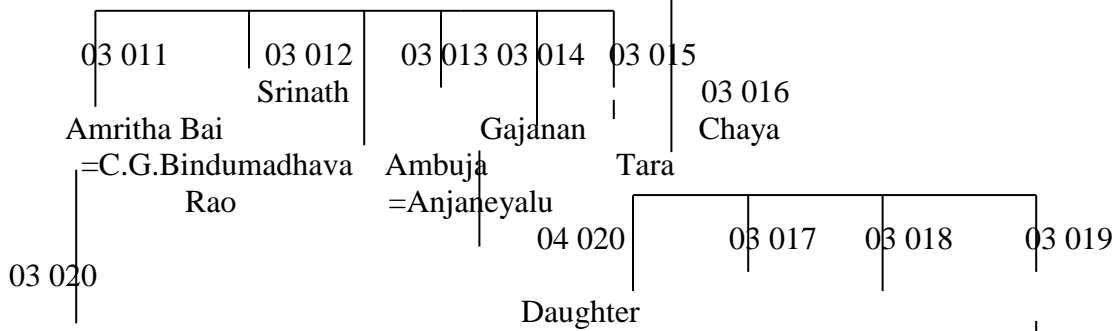 03 011 03 012 03 013 03 014 03 015
Srinath 03 016
Amritha Bai Gajanan Chaya
=C.G.Bindumadhava Ambuja Tara
Rao =Anjaneyalu
04 020 03 017 03 018 03 019
03 020
Daughter